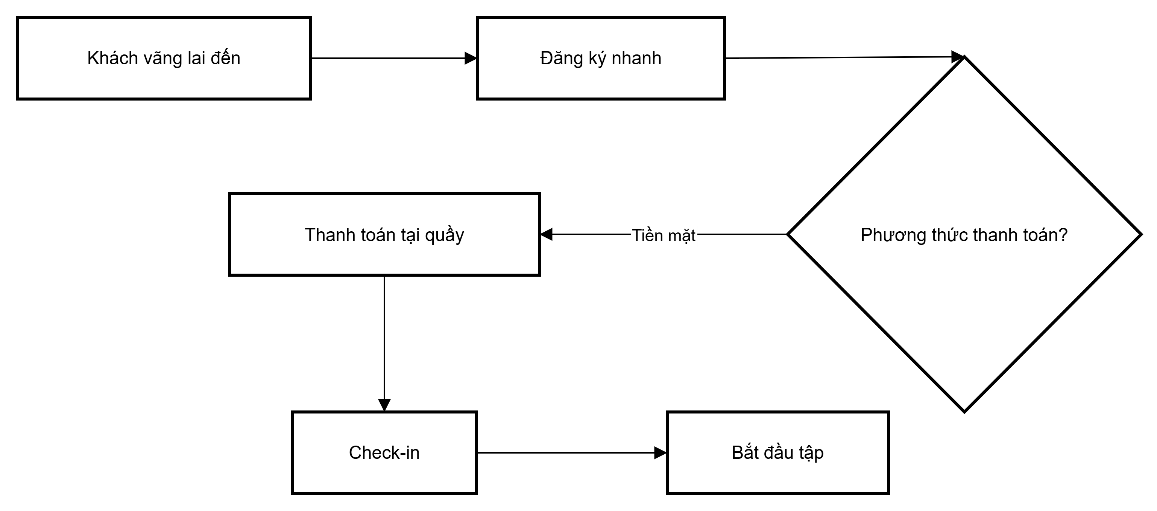 Khách vãng lai đến
Đăng ký nhanh
Phương thức thanh toán?
Tiền mặt
Thanh toán tại quầy
Check-in
Bắt đầu tập